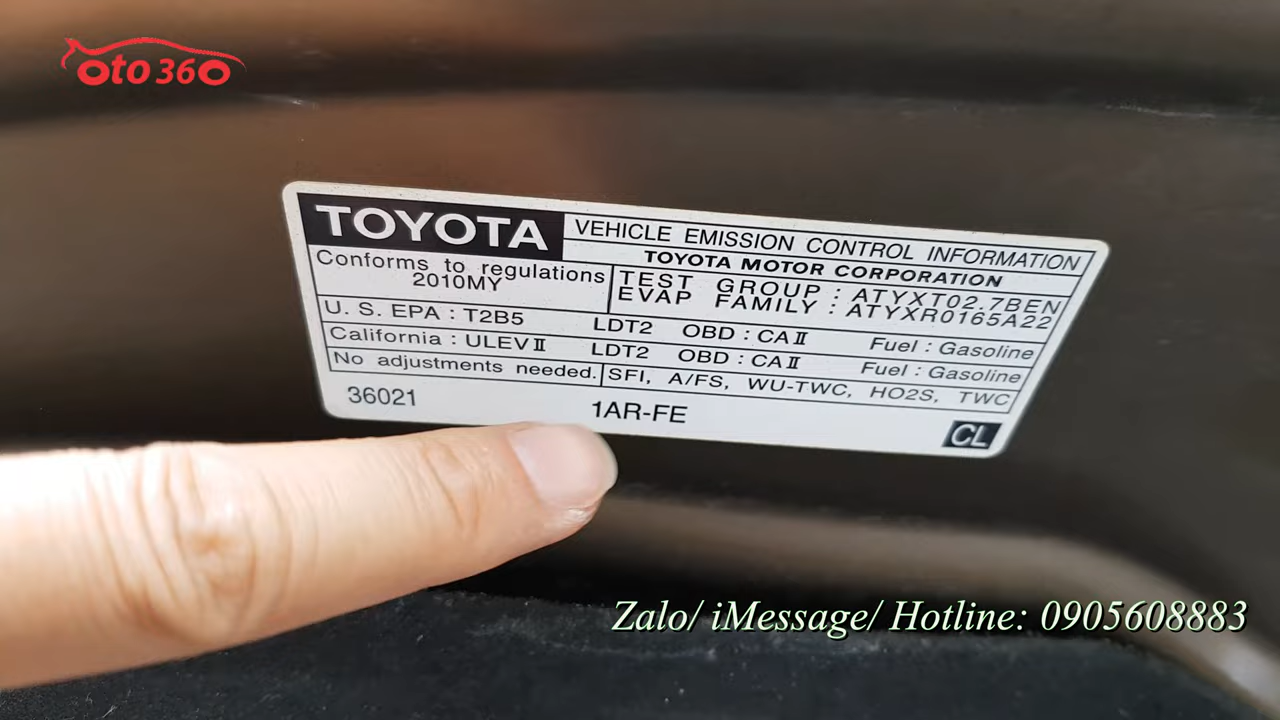 oto 360
TOYOTA
VEHICLE EMISSION CONTROL INFORMATION
TOYOTA MOTOR CORPORATION
Conforms to regulations
2010MY
TEST GROUP : ATYXT02.7BEN
EVAP FAMILY : ATYXR0165A22
U. S. EPA : T2B5 LDT2 OBD : CAⅡ Fuel : Gasoline
California : ULEVⅡ LDT2 OBD : CAⅡ Fuel : Gasoline
No adjustments needed. SFI, A/FS, WU-TWC, HO2S, TWC
36021 1AR-FE CL
Zalo/ iMessage/ Hotline: 0905608883